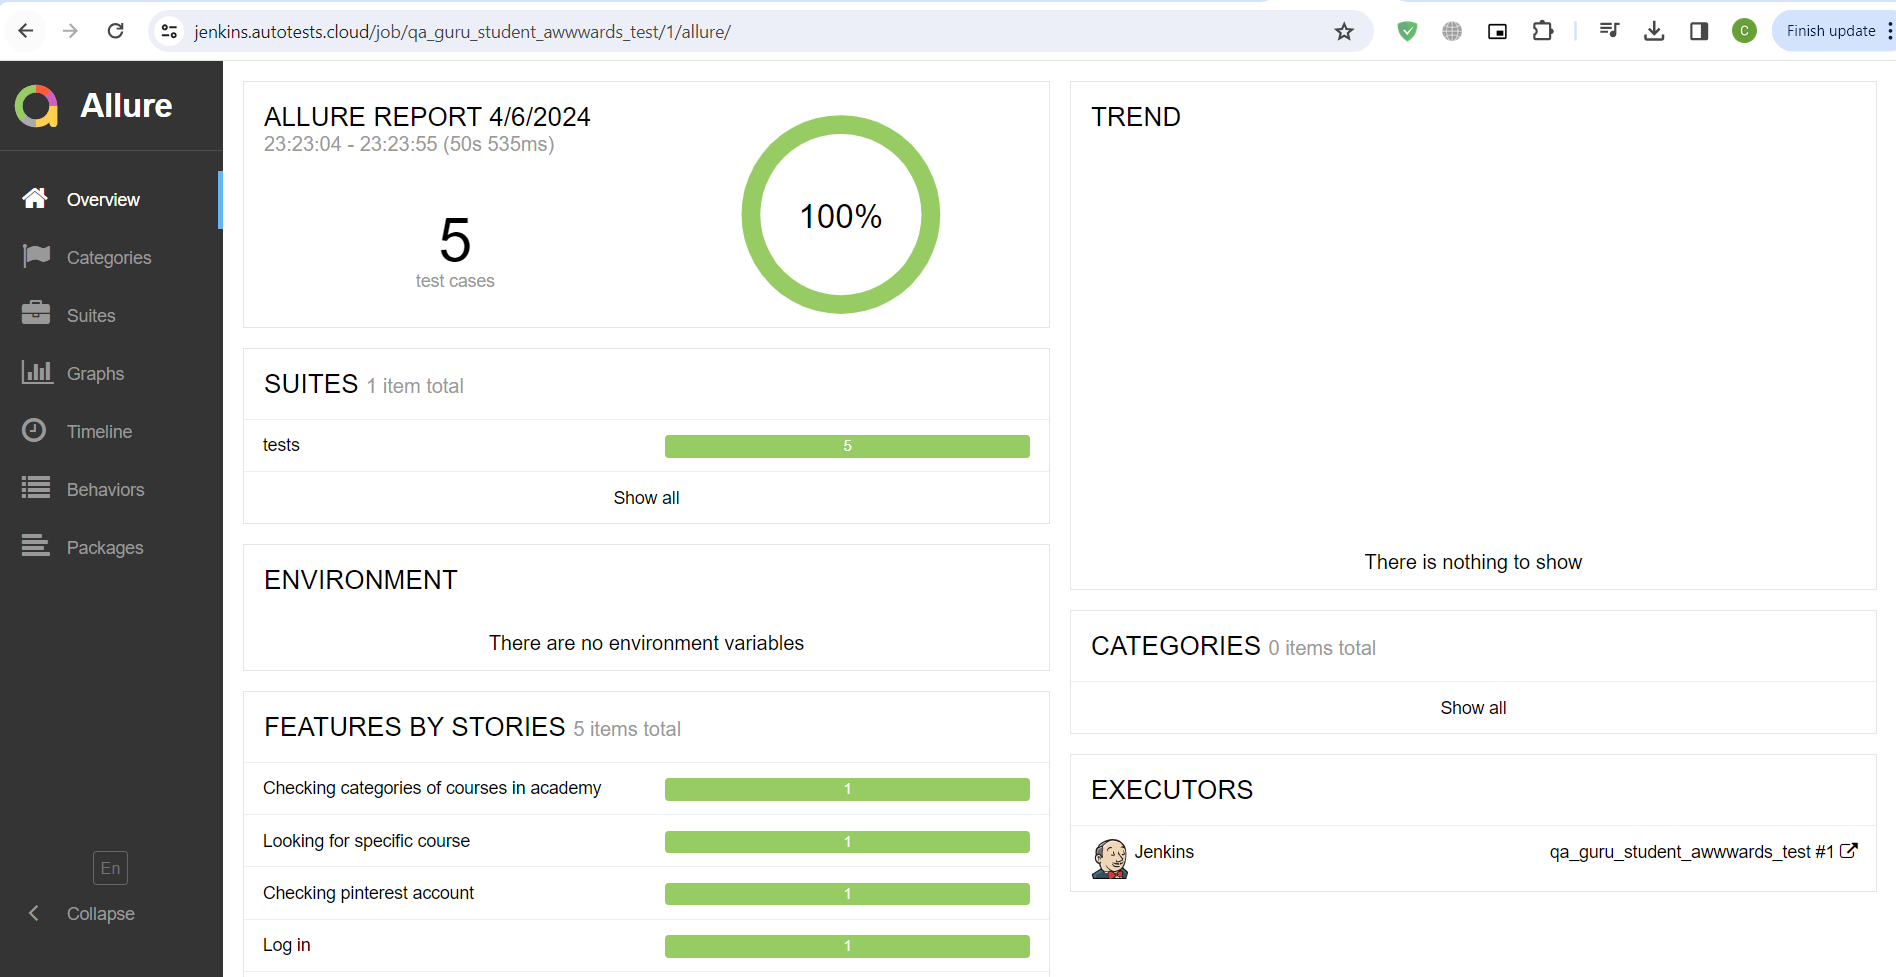 jenkins.autotests.cloud/job/qa_guru_student_awwwards_test/1/allure/
C
Finish update
Allure
Overview
Categories
Suites
Graphs
Timeline
Behaviors
Packages
En
Collapse
ALLURE REPORT 4/6/2024
23:23:04 - 23:23:55 (50s 535ms)
5
test cases
100%
SUITES 1 item total
tests 5
Show all
ENVIRONMENT
There are no environment variables
FEATURES BY STORIES 5 items total
Checking categories of courses in academy 1
Looking for specific course 1
Checking pinterest account 1
Log in 1
TREND
There is nothing to show
CATEGORIES 0 items total
Show all
EXECUTORS
Jenkins qa_guru_student_awwwards_test #1